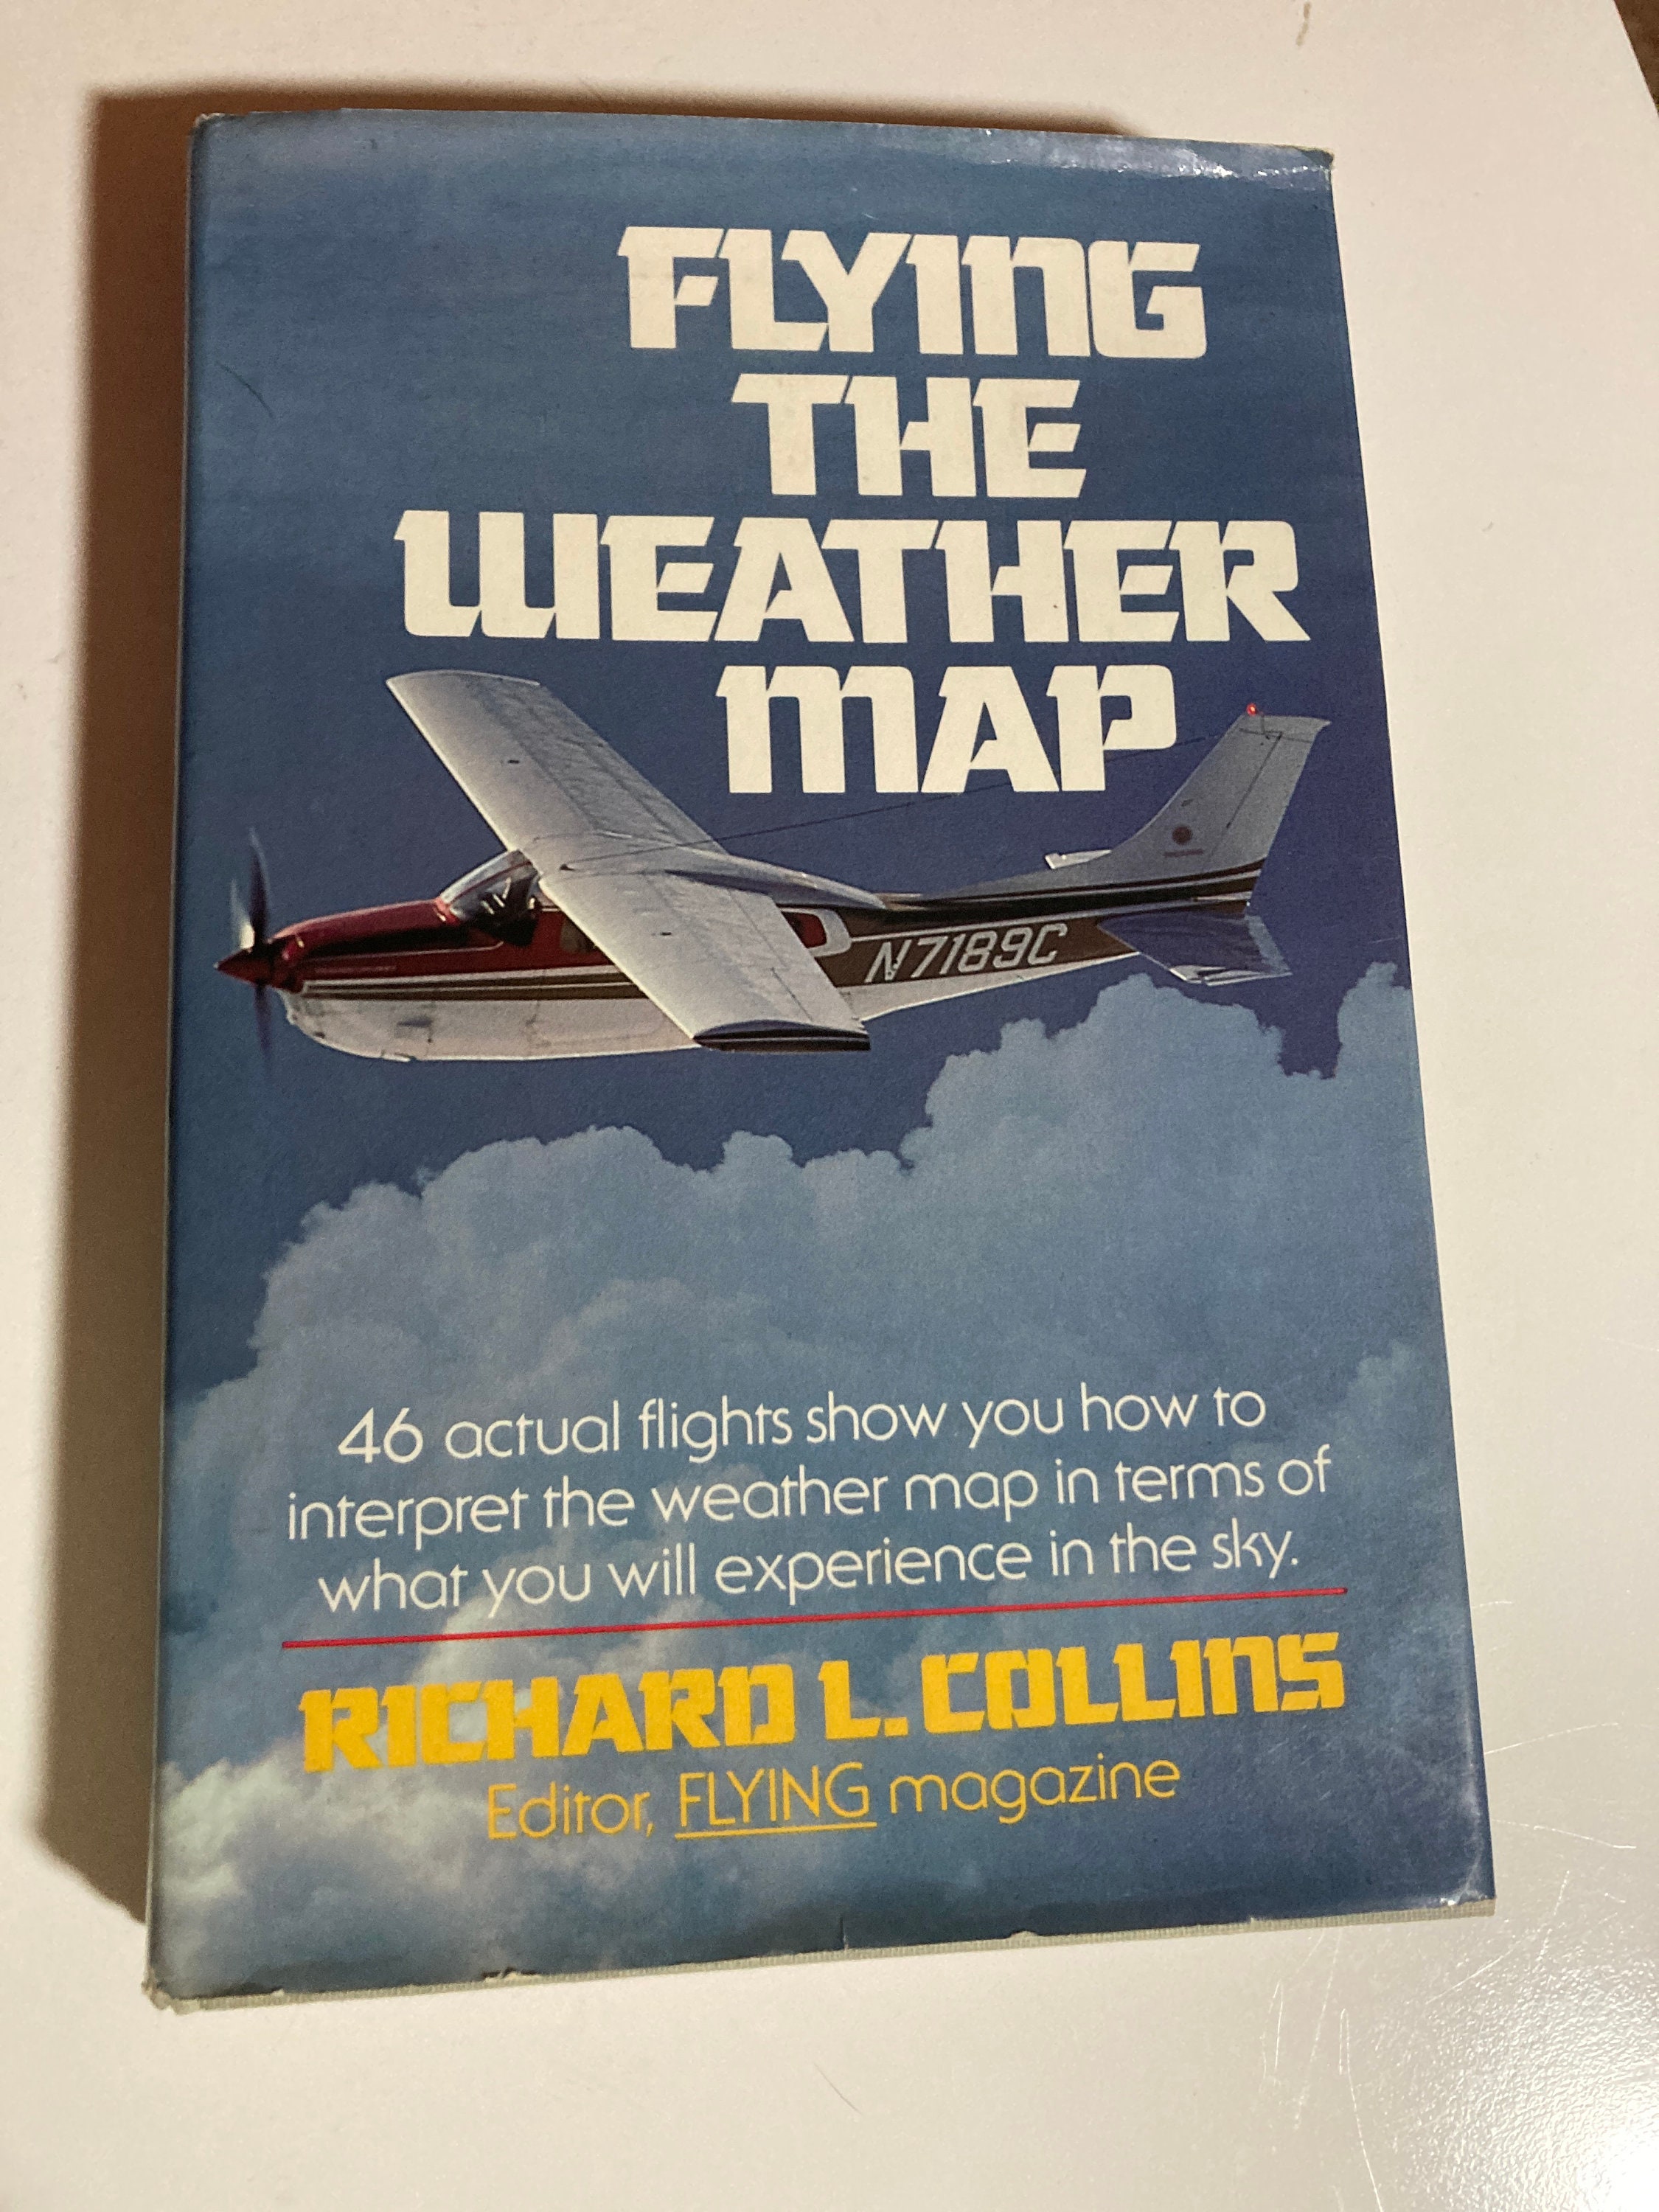 FLYING
THE
WEATHER
MAP
N7189C
46 actual flights show you how to
interpret the weather map in terms of
what you will experience in the sky.
RICHARD L. COLLINS
Editor, FLYING magazine